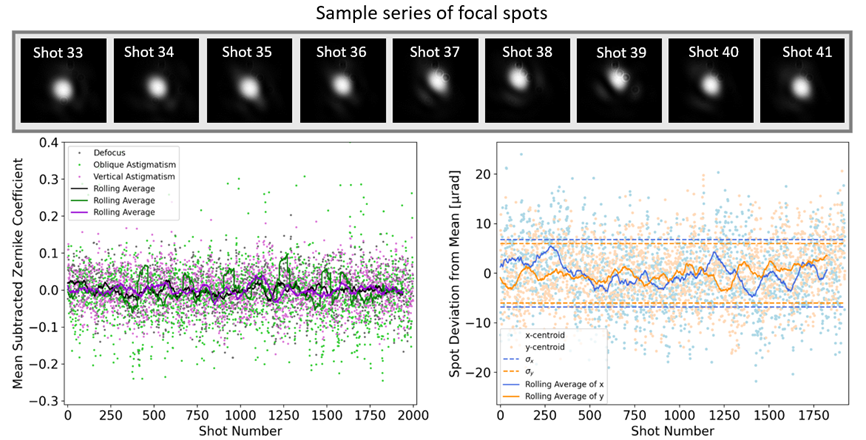 Sample series of focal spots
Shot 33
Shot 34
Shot 35
Shot 36
Shot 37
Shot 38
Shot 39
Shot 40
Shot 41
Mean Subtracted Zernike Coefficient
0.4
0.3
0.2
0.1
0.0
−0.1
−0.2
−0.3
Defocus
Oblique Astigmatism
Vertical Astigmatism
Rolling Average
Rolling Average
Rolling Average
0 250 500 750 1000 1250 1500 1750 2000
Shot Number
Spot Deviation from Mean [μrad]
20
10
0
−10
−20
x-centroid
y-centroid
σx
σy
Rolling Average of x
Rolling Average of y
0 250 500 750 1000 1250 1500 1750
Shot Number